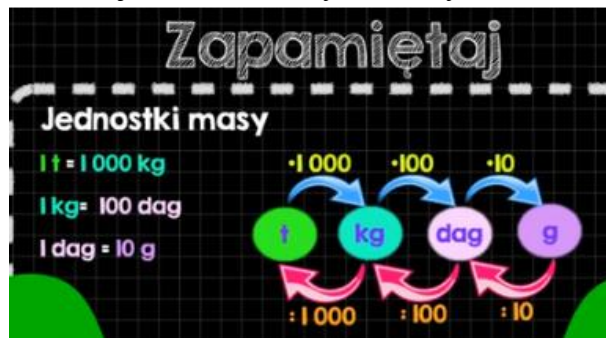 Zapamiętaj
Jednostki masy
1 t = 1 000 kg
1 kg= 100 dag
1 dag = 10 g
·1 000 ·100 ·10
t kg dag g
: 1 000 : 100 : 10